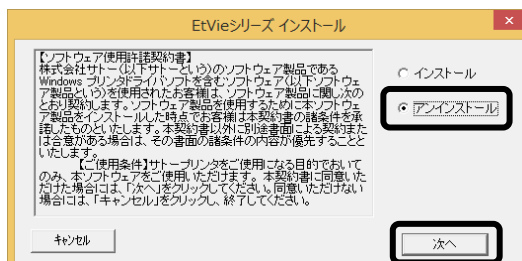 EtVieシリーズ インストール
【ソフトウェア使用許諾契約書】
株式会社サトー(以下サトーという)のソフトウェア製品である
Windows プリンタドライバソフトを含むソフトウェア(以下ソフトウェ
ア製品という)を使用されたお客様は、ソフトウェア製品に関し次の
とおり契約します。ソフトウェア製品を使用するために本ソフトウェ
ア製品をインストールした時点でお客様は本契約書の諸条件を承
諾したものといたします。本契約書以外に別途書面による契約また
は合意がある場合は、その書面の諸条件の内容が優先することと
いたします。
【ご使用条件】サトープリンタをご使用になる目的でおいて
のみ、本ソフトウェアをご使用いただけます。本契約書に同意いた
だけた場合には、「次へ」をクリックしてください。同意いただけない
場合には、「キャンセル」をクリックし、終了してください。
インストール
アンインストール
キャンセル
次へ